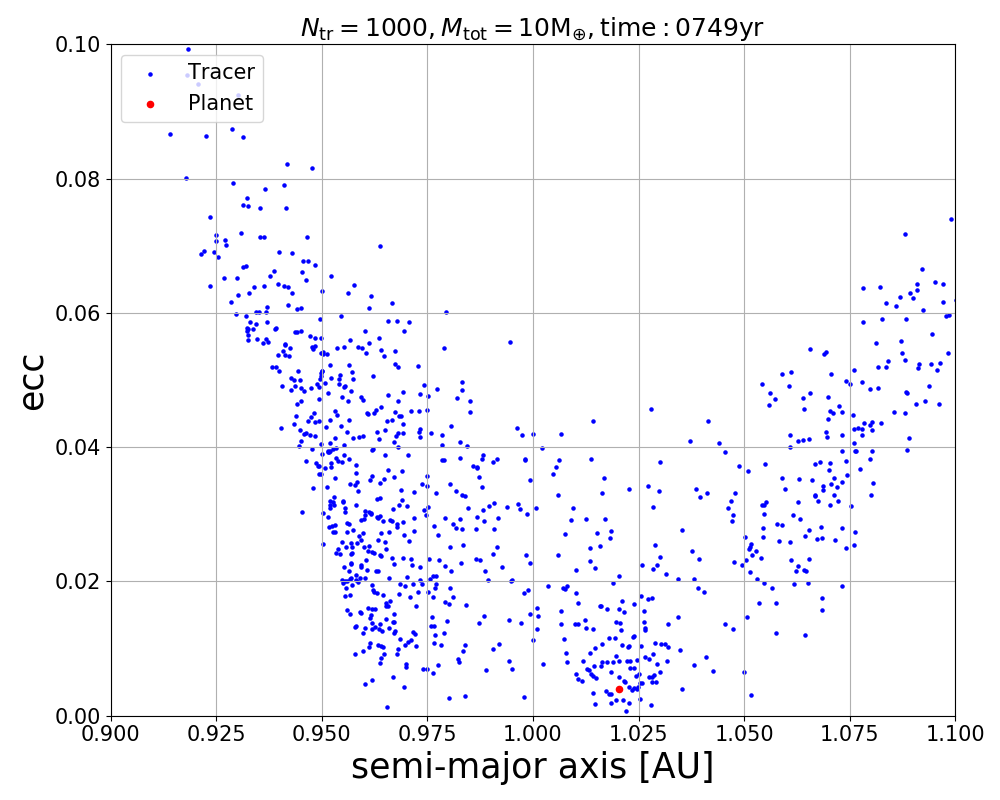 N_tr = 1000, M_tot = 10M_⊕, time : 0749yr
Tracer
Planet
0.10
0.08
0.06
0.04
0.02
0.00
ecc
0.900 0.925 0.950 0.975 1.000 1.025 1.050 1.075 1.100
semi-major axis [AU]